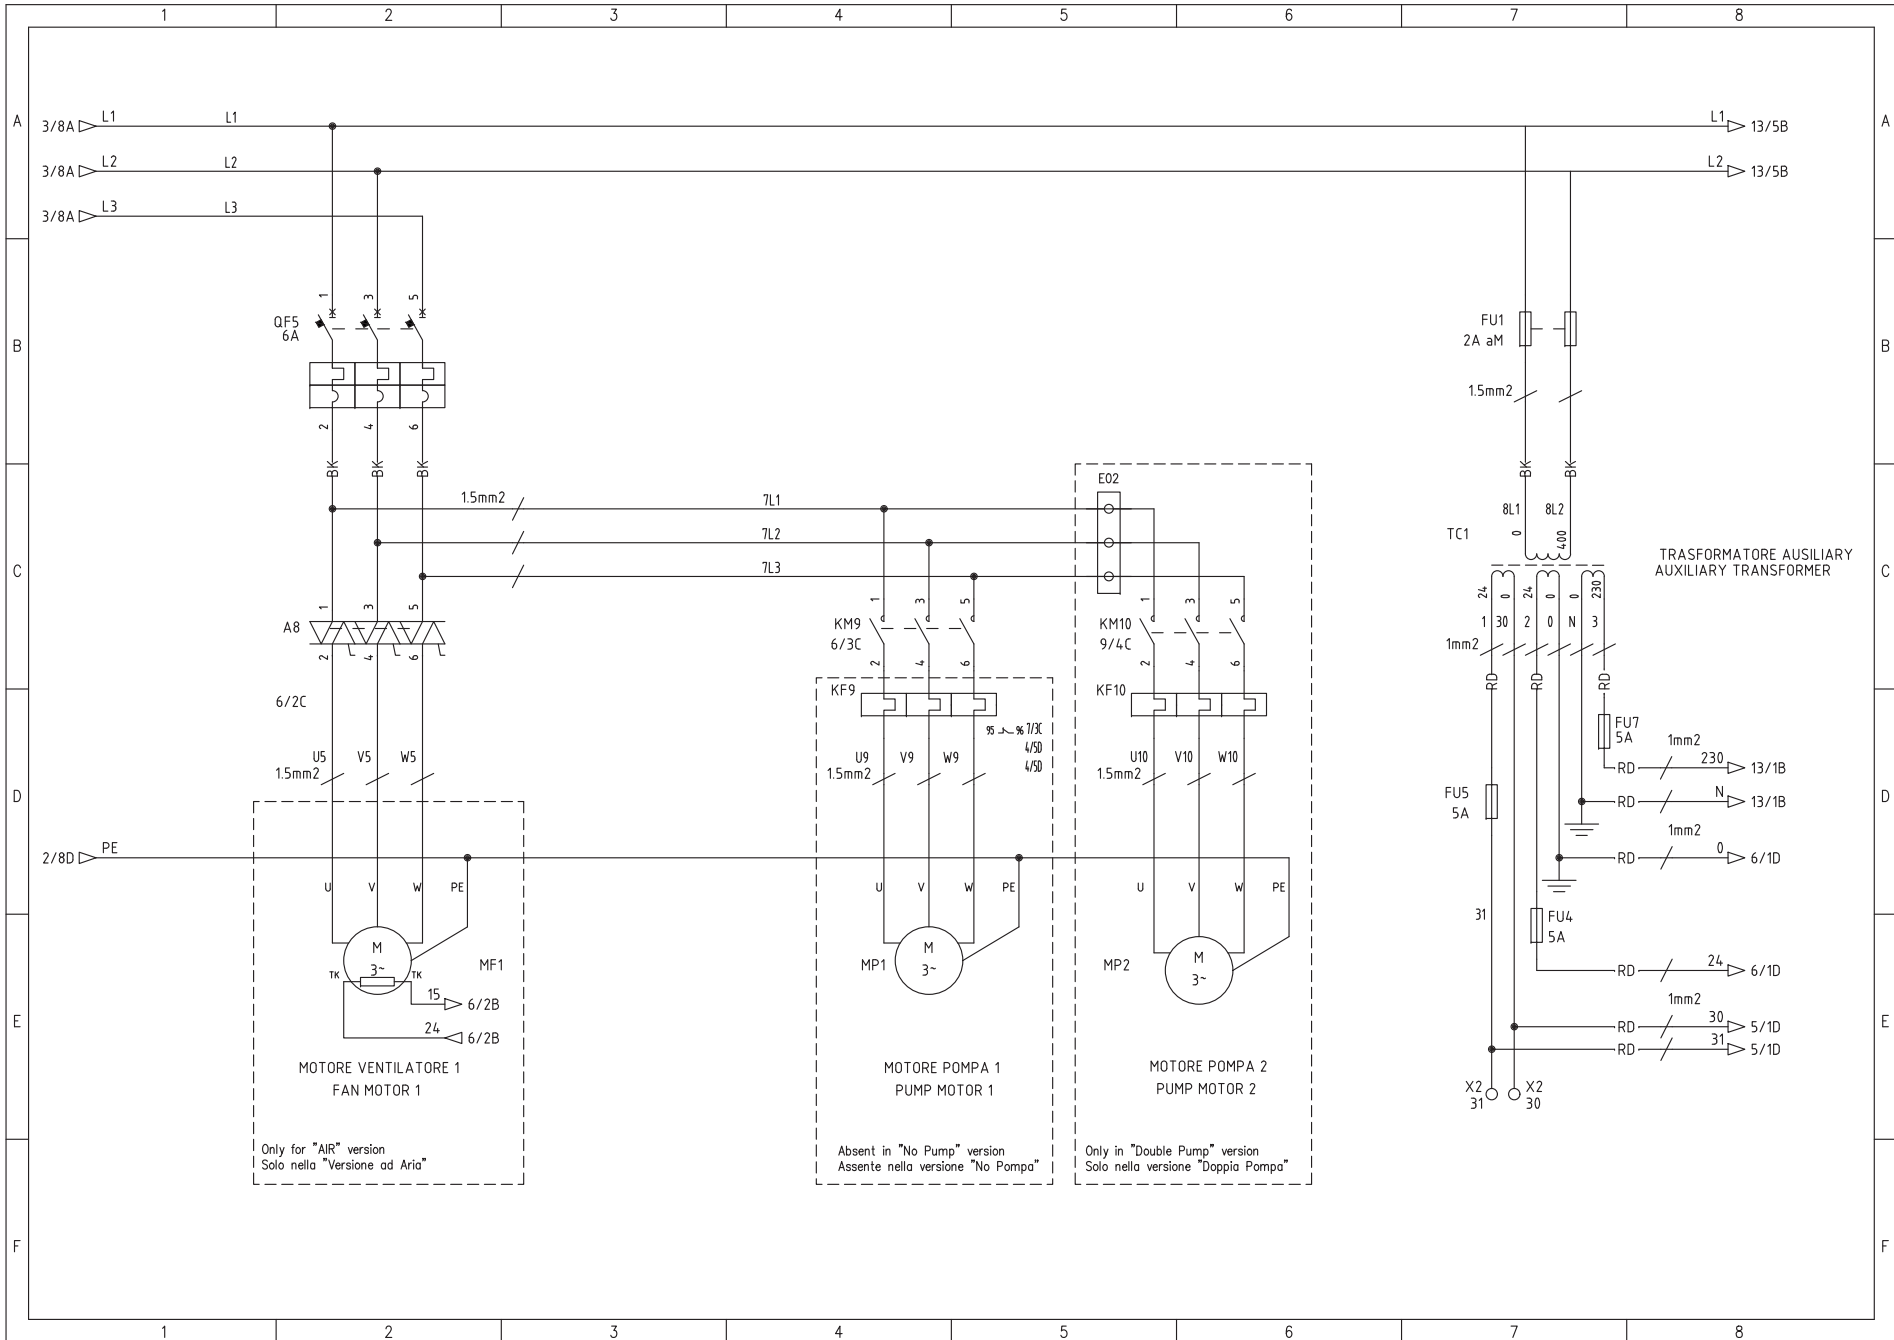 1 2 3 4 5 6 7 8
A A
B B
C C
D D
E E
F F
3/8A L1 L1 L1 13/5B
3/8A L2 L2 L2 13/5B
3/8A L3 L3
1 3 5
QF5
6A
2 4 6
BK BK BK
FU1
2A aM
1.5mm2
BK BK
1.5mm2
7L1
7L2
7L3
E02
8L1 8L2
TC1
0 400
TRASFORMATORE AUSILIARY
AUXILIARY TRANSFORMER
24 0 24 0 0 230
1 30 2 0 N 3
1mm2
RD RD RD
1 3 5
A8
2 4 6
6/2C
1 3 5
KM9
6/3C
2 4 6
KF9
95 96 7/3C
4/5D
4/5D
1 3 5
KM10
9/4C
2 4 6
KF10
U5 V5 W5
1.5mm2
U9 V9 W9
1.5mm2
U10 V10 W10
1.5mm2
FU7
5A
1mm2
RD 230 13/1B
FU5
5A
RD N 13/1B
1mm2
RD 0 6/1D
2/8D PE
U V W PE
U V W PE
U V W PE
31
FU4
5A
M
3~
TK TK
MF1
15 6/2B
24 6/2B
MP1
M
3~
MP2
M
3~
RD 24 6/1D
1mm2
RD 30 5/1D
RD 31 5/1D
X2
31
X2
30
MOTORE VENTILATORE 1
FAN MOTOR 1
MOTORE POMPA 1
PUMP MOTOR 1
MOTORE POMPA 2
PUMP MOTOR 2
Only for "AIR" version
Solo nella "Versione ad Aria"
Absent in "No Pump" version
Assente nella versione "No Pompa"
Only in "Double Pump" version
Solo nella versione "Doppia Pompa"
1 2 3 4 5 6 7 8